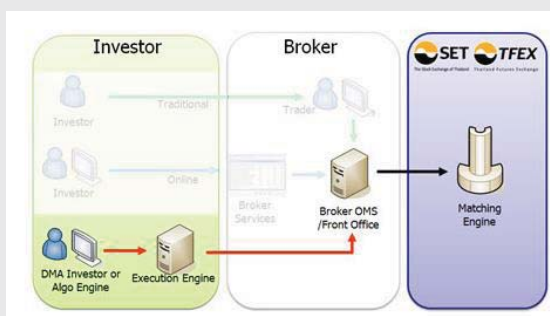 Investor
Broker
SET
TFEX
The Stock Exchange of Thailand
Thailand Futures Exchange
Investor
Traditional
Trader
Investor
Online
Broker
Services
Broker OMS
/Front Office
Matching
Engine
DMA Investor or
Algo Engine
Execution Engine